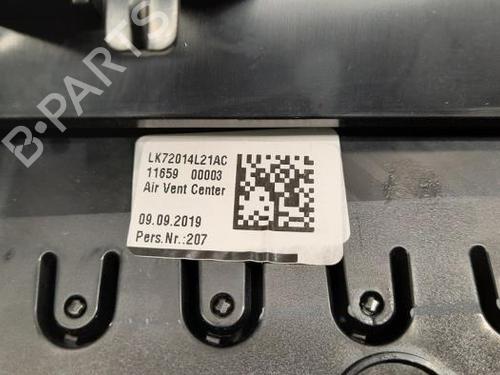 B-PARTS
LK72014L21AC
11659 00003
Air Vent Center
09.09.2019
Pers.Nr.:207